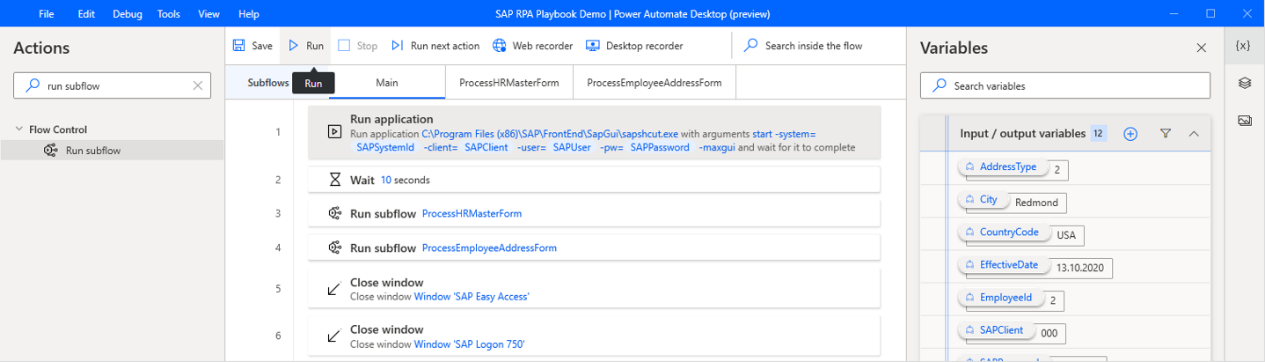 File Edit Debug Tools View Help SAP RPA Playbook Demo | Power Automate Desktop (preview)
Actions
run subflow
Flow Control
Run subflow
Save Run Stop Run next action Web recorder Desktop recorder Search inside the flow
Subflows Run Main ProcessHRMasterForm ProcessEmployeeAddressForm
1 Run application
Run application C:\Program Files (x86)\SAP\FrontEnd\SapGui\sapshcut.exe with arguments start -system=
SAPSystemId -client= SAPClient -user= SAPUser -pw= SAPPassword -maxgui and wait for it to complete
2 Wait 10 seconds
3 Run subflow ProcessHRMasterForm
4 Run subflow ProcessEmployeeAddressForm
5 Close window
Close window Window 'SAP Easy Access'
6 Close window
Close window Window 'SAP Logon 750'
Variables
{x}
Search variables
Input / output variables 12
AddressType 2
City Redmond
CountryCode USA
EffectiveDate 13.10.2020
EmployeeId 2
SAPClient 000